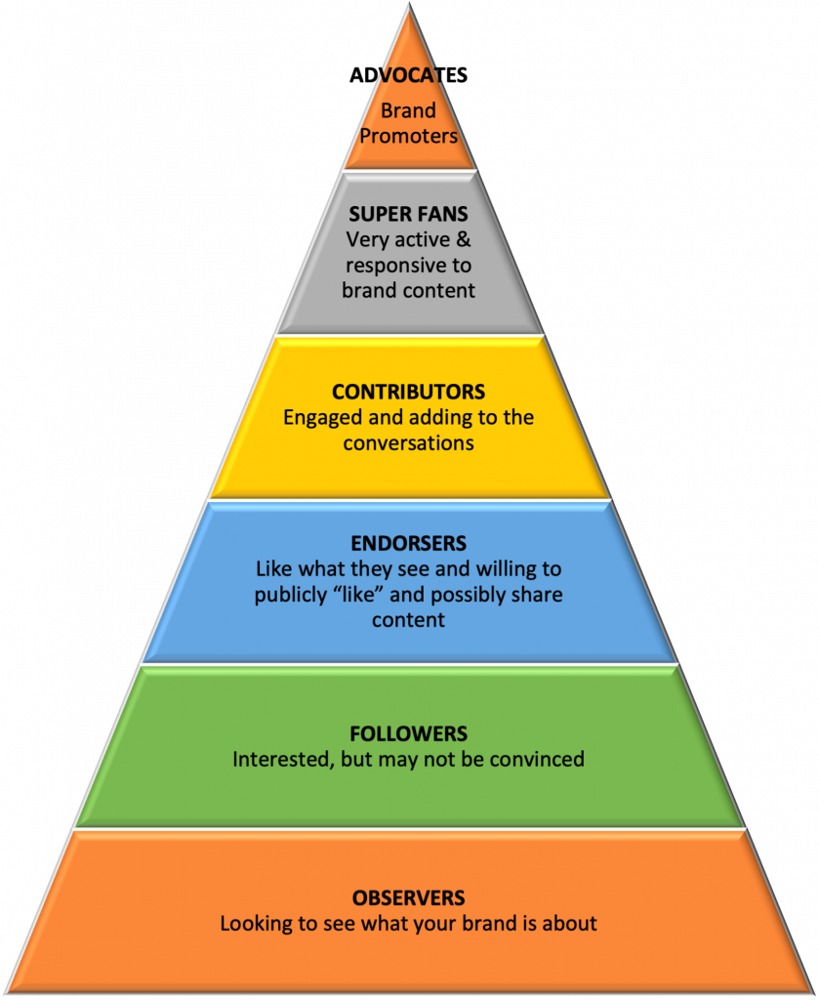 ADVOCATES
Brand
Promoters
SUPER FANS
Very active &
responsive to
brand content
CONTRIBUTORS
Engaged and adding to the
conversations
ENDORSERS
Like what they see and willing to
publicly “like” and possibly share
content
FOLLOWERS
Interested, but may not be convinced
OBSERVERS
Looking to see what your brand is about